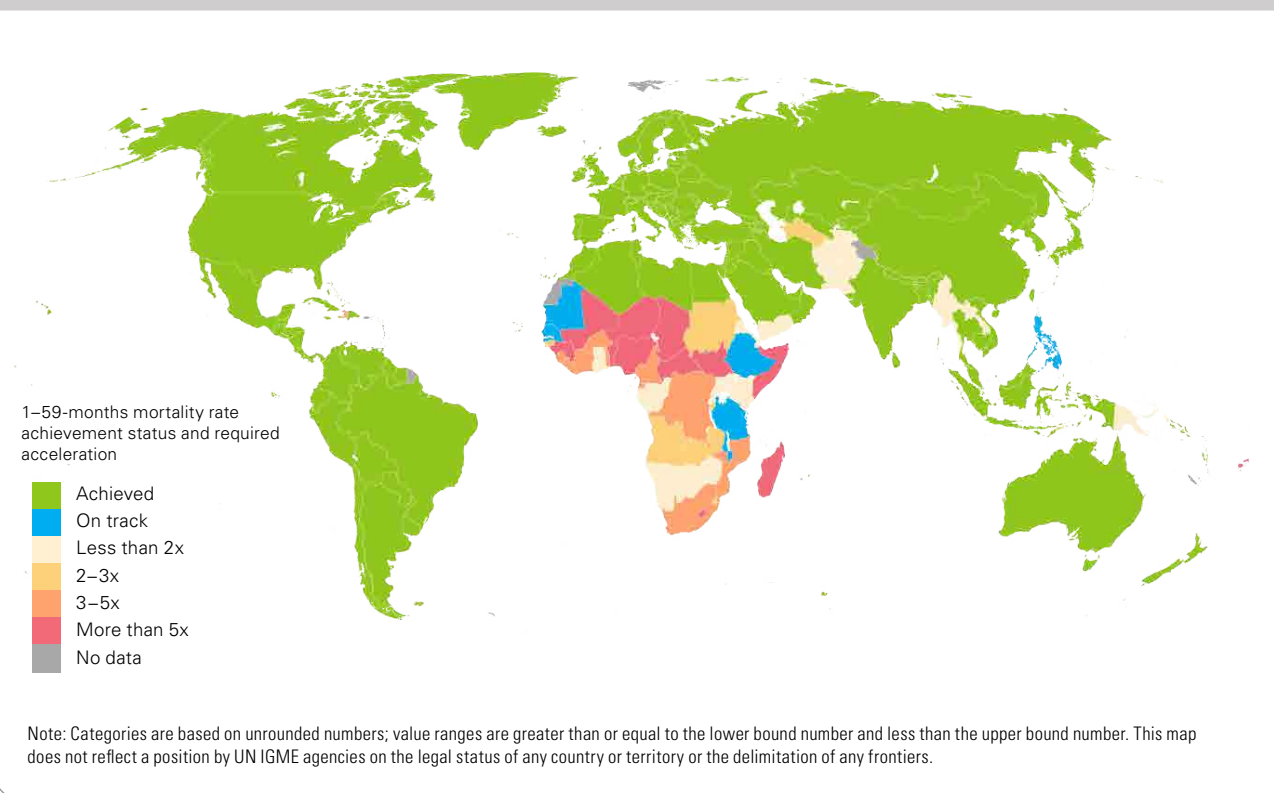 1–59-months mortality rate
achievement status and required
acceleration
Achieved
On track
Less than 2x
2–3x
3–5x
More than 5x
No data
Note: Categories are based on unrounded numbers; value ranges are greater than or equal to the lower bound number and less than the upper bound number. This map
does not reflect a position by UN IGME agencies on the legal status of any country or territory or the delimitation of any frontiers.